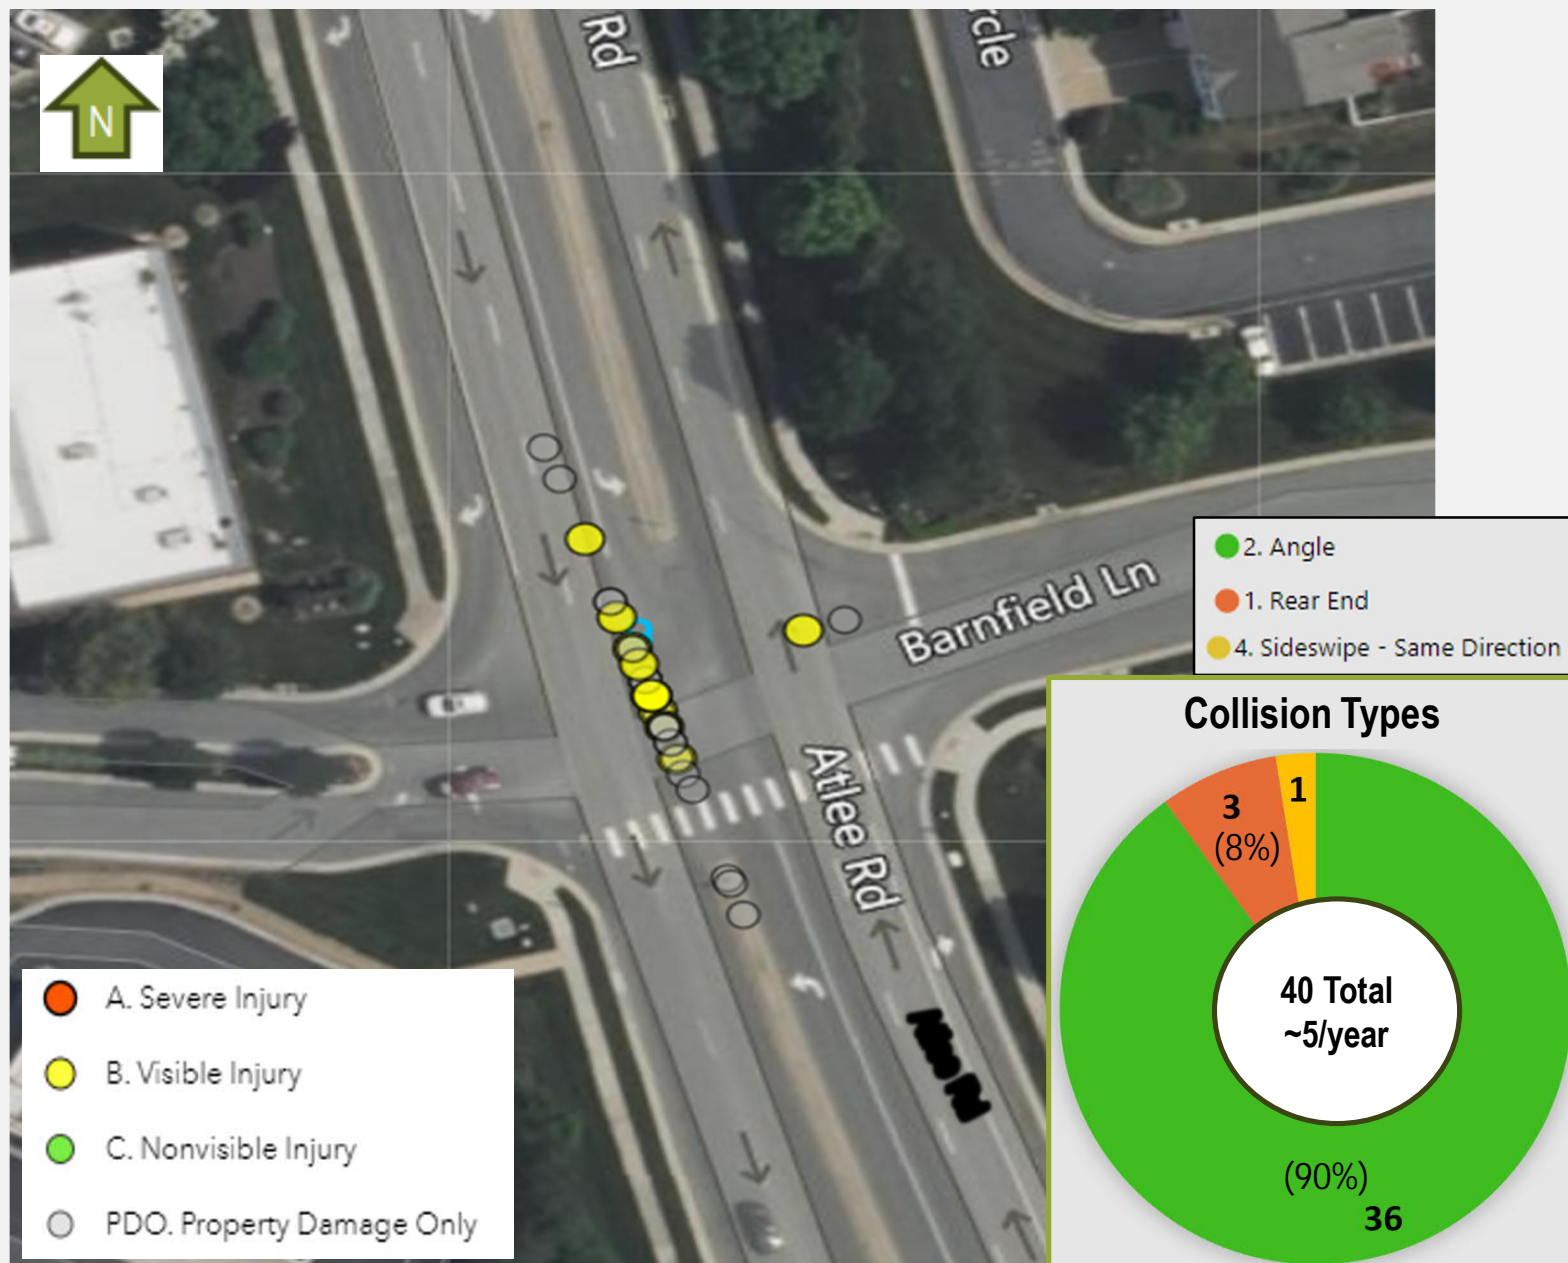 Rd
rcle
N
Barnfield Ln
Atlee Rd
2. Angle
1. Rear End
4. Sideswipe - Same Direction
Collision Types
3
(8%)
1
40 Total
~5/year
(90%)
36
A. Severe Injury
B. Visible Injury
C. Nonvisible Injury
PDO. Property Damage Only